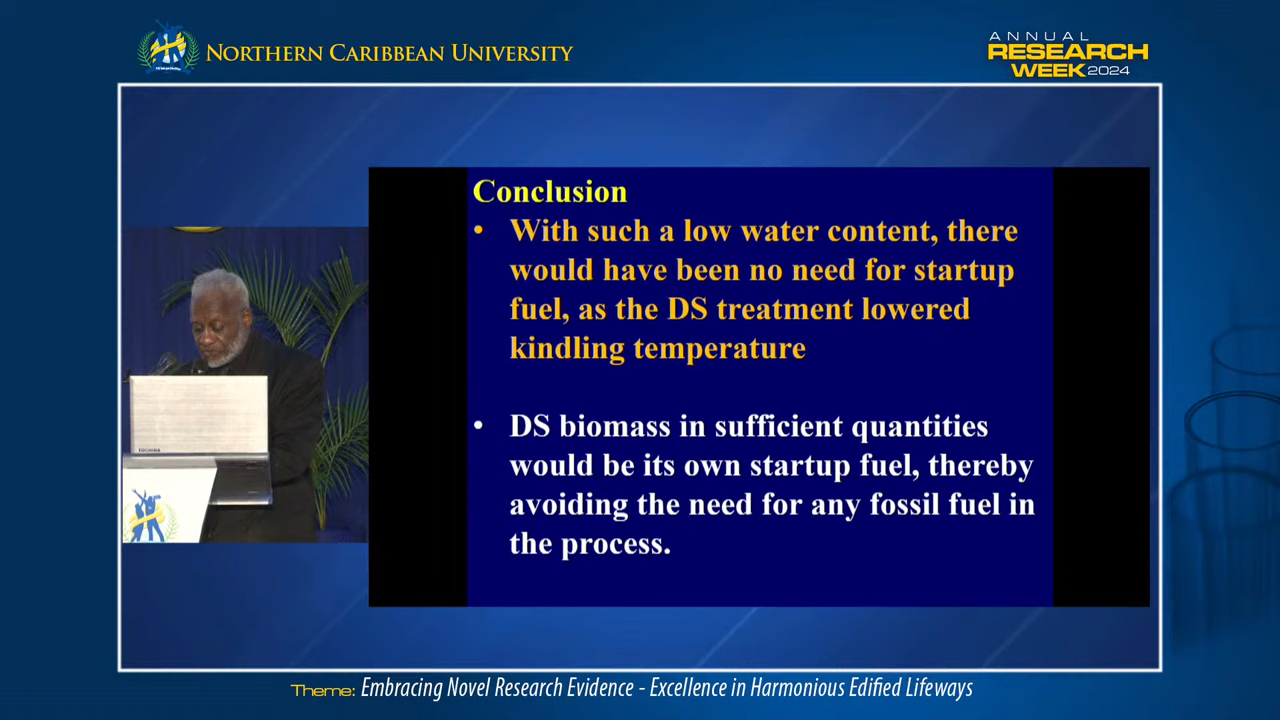 NORTHERN CARIBBEAN UNIVERSITY
ANNUAL
RESEARCH
WEEK 2024
Conclusion
• With such a low water content, there
would have been no need for startup
fuel, as the DS treatment lowered
kindling temperature
• DS biomass in sufficient quantities
would be its own startup fuel, thereby
avoiding the need for any fossil fuel in
the process.
TOSHIBA
Theme: Embracing Novel Research Evidence - Excellence in Harmonious Edified Lifeways